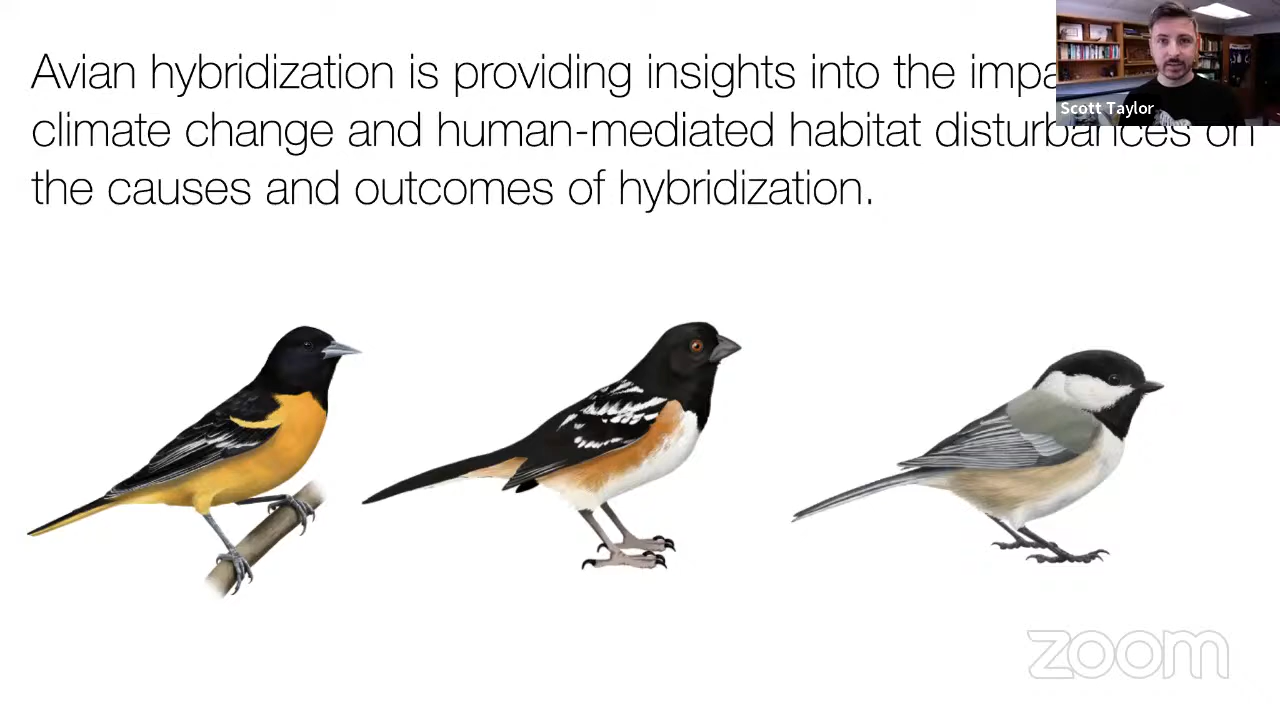 Avian hybridization is providing insights into the
climate change and human-mediated habitat disturbances on
the causes and outcomes of hybridization.
Scott Taylor
zoom